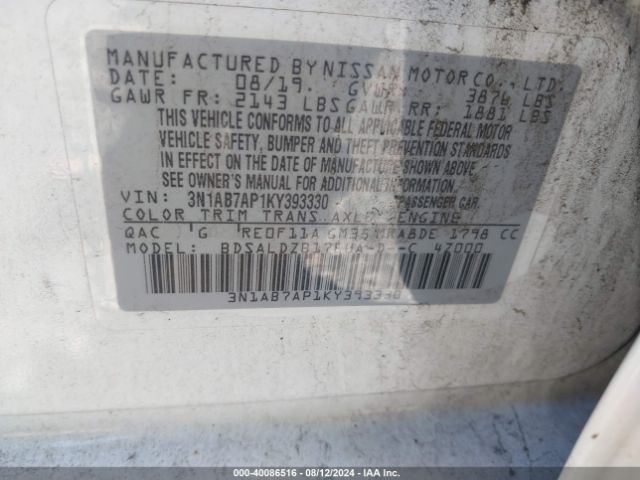 MANUFACTURED BY NISSAN MOTOR CO., LTD.
DATE: 08/19. GVWR 3876 LBS
GAWR FR: 2143 LBS GAWR RR: 1881 LBS
THIS VEHICLE CONFORMS TO ALL APPLICABLE FEDERAL MOTOR
VEHICLE SAFETY, BUMPER AND THEFT PREVENTION STANDARDS
IN EFFECT ON THE DATE OF MANUFACTURE SHOWN ABOVE
SEE OWNER'S MANUAL FOR ADDITIONAL INFORMATION
VIN: 3N1AB7AP1KY393330 PASSENGER CAR.
COLOR TRIM TRANS AXLE ENGINE
QAC G RE0F11A GM35 MRA8DE 1798 CC
MODEL 47000
3N1AB7AP1KY393330
000-40086516 - 08/12/2024 - IAA Inc.